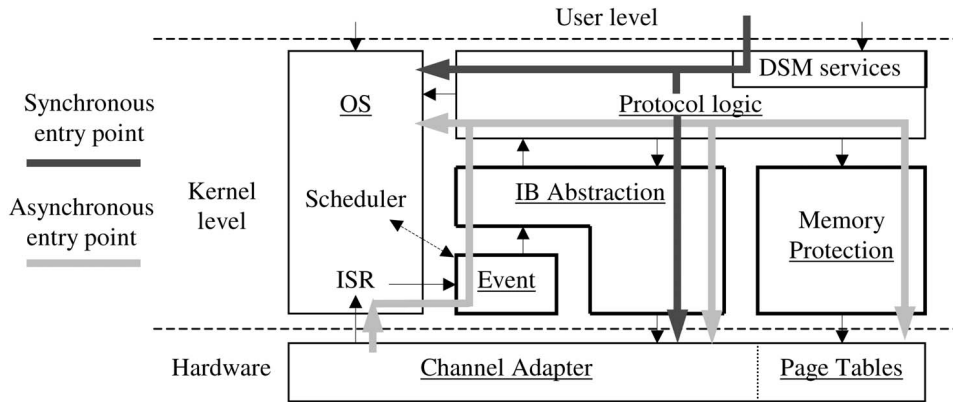 User level
DSM services
OS
Protocol logic
Synchronous
entry point
Kernel
level
Asynchronous
entry point
Scheduler
IB Abstraction
Memory
Protection
ISR
Event
Hardware
Channel Adapter
Page Tables